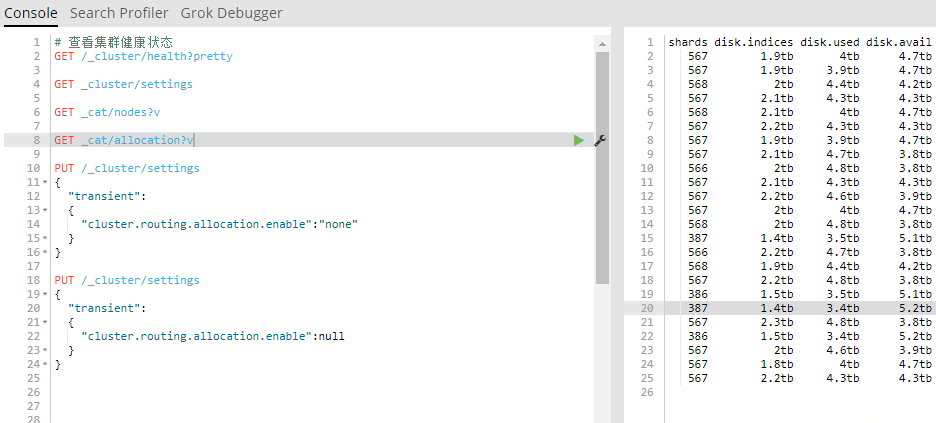 Console Search Profiler Grok Debugger
1 # 查看集群健康状态
2 GET /_cluster/health?pretty
3
4 GET _cluster/settings
5
6 GET _cat/nodes?v
7
8 GET _cat/allocation?v
9
10 PUT /_cluster/settings
11 {
12 "transient":
13 {
14 "cluster.routing.allocation.enable":"none"
15 }
16 }
17
18 PUT /_cluster/settings
19 {
20 "transient":
21 {
22 "cluster.routing.allocation.enable":null
23 }
24 }
25
26
27
28
1 shards disk.indices disk.used disk.avail
2 567 1.9tb 4tb 4.7tb
3 567 1.9tb 3.9tb 4.7tb
4 568 2tb 4.4tb 4.2tb
5 567 2.1tb 4.3tb 4.3tb
6 568 2.1tb 4tb 4.7tb
7 567 2.2tb 4.3tb 4.3tb
8 567 1.9tb 3.9tb 4.7tb
9 567 2.1tb 4.7tb 3.8tb
10 566 2tb 4.8tb 3.8tb
11 567 2.1tb 4.3tb 4.3tb
12 567 2.2tb 4.6tb 3.9tb
13 567 2tb 4tb 4.7tb
14 568 2tb 4.8tb 3.8tb
15 387 1.4tb 3.5tb 5.1tb
16 566 2.2tb 4.7tb 3.8tb
17 568 1.9tb 4.4tb 4.2tb
18 567 2.2tb 4.8tb 3.8tb
19 386 1.5tb 3.5tb 5.1tb
20 387 1.4tb 3.4tb 5.2tb
21 567 2.3tb 4.8tb 3.8tb
22 386 1.5tb 3.4tb 5.2tb
23 567 2tb 4.6tb 3.9tb
24 567 1.8tb 4tb 4.7tb
25 567 2.2tb 4.3tb 4.3tb
26